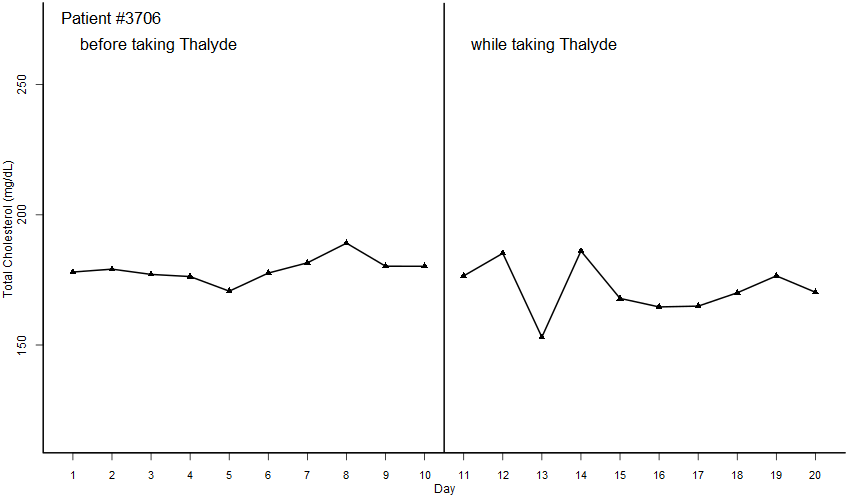 Patient #3706
before taking Thalyde
while taking Thalyde
250
200
150
Total Cholesterol (mg/dL)
1 2 3 4 5 6 7 8 9 10 11 12 13 14 15 16 17 18 19 20
Day